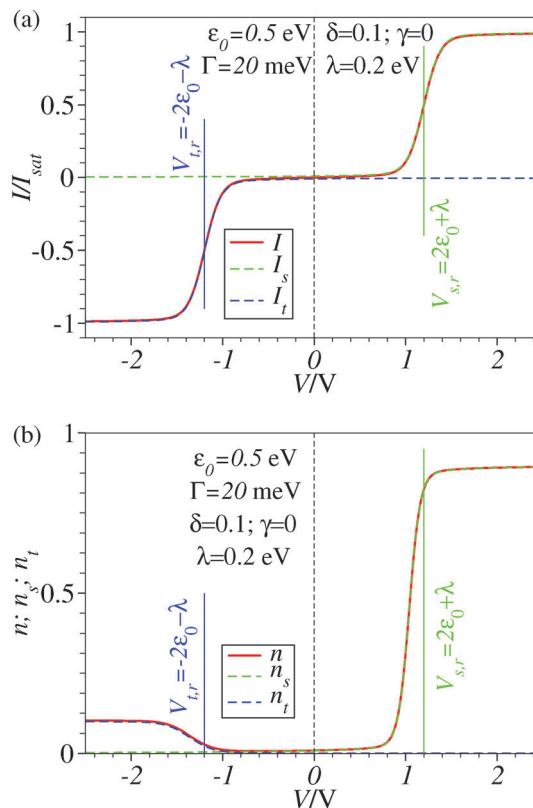 (a)
ε0=0.5 eV δ=0.1; γ=0
Γ=20 meV λ=0.2 eV
Vt,r=-2ε0-λ
Vs,r=2ε0+λ
I
Is
It
1
0.5
0
-0.5
-1
I/Isat
-2 -1 0 1 2
V/V
(b)
ε0=0.5 eV
Γ=20 meV
δ=0.1; γ=0
λ=0.2 eV
Vt,r=-2ε0-λ
Vs,r=2ε0+λ
n
ns
nt
1
0.5
0
n; ns; nt
-2 -1 0 1 2
V/V